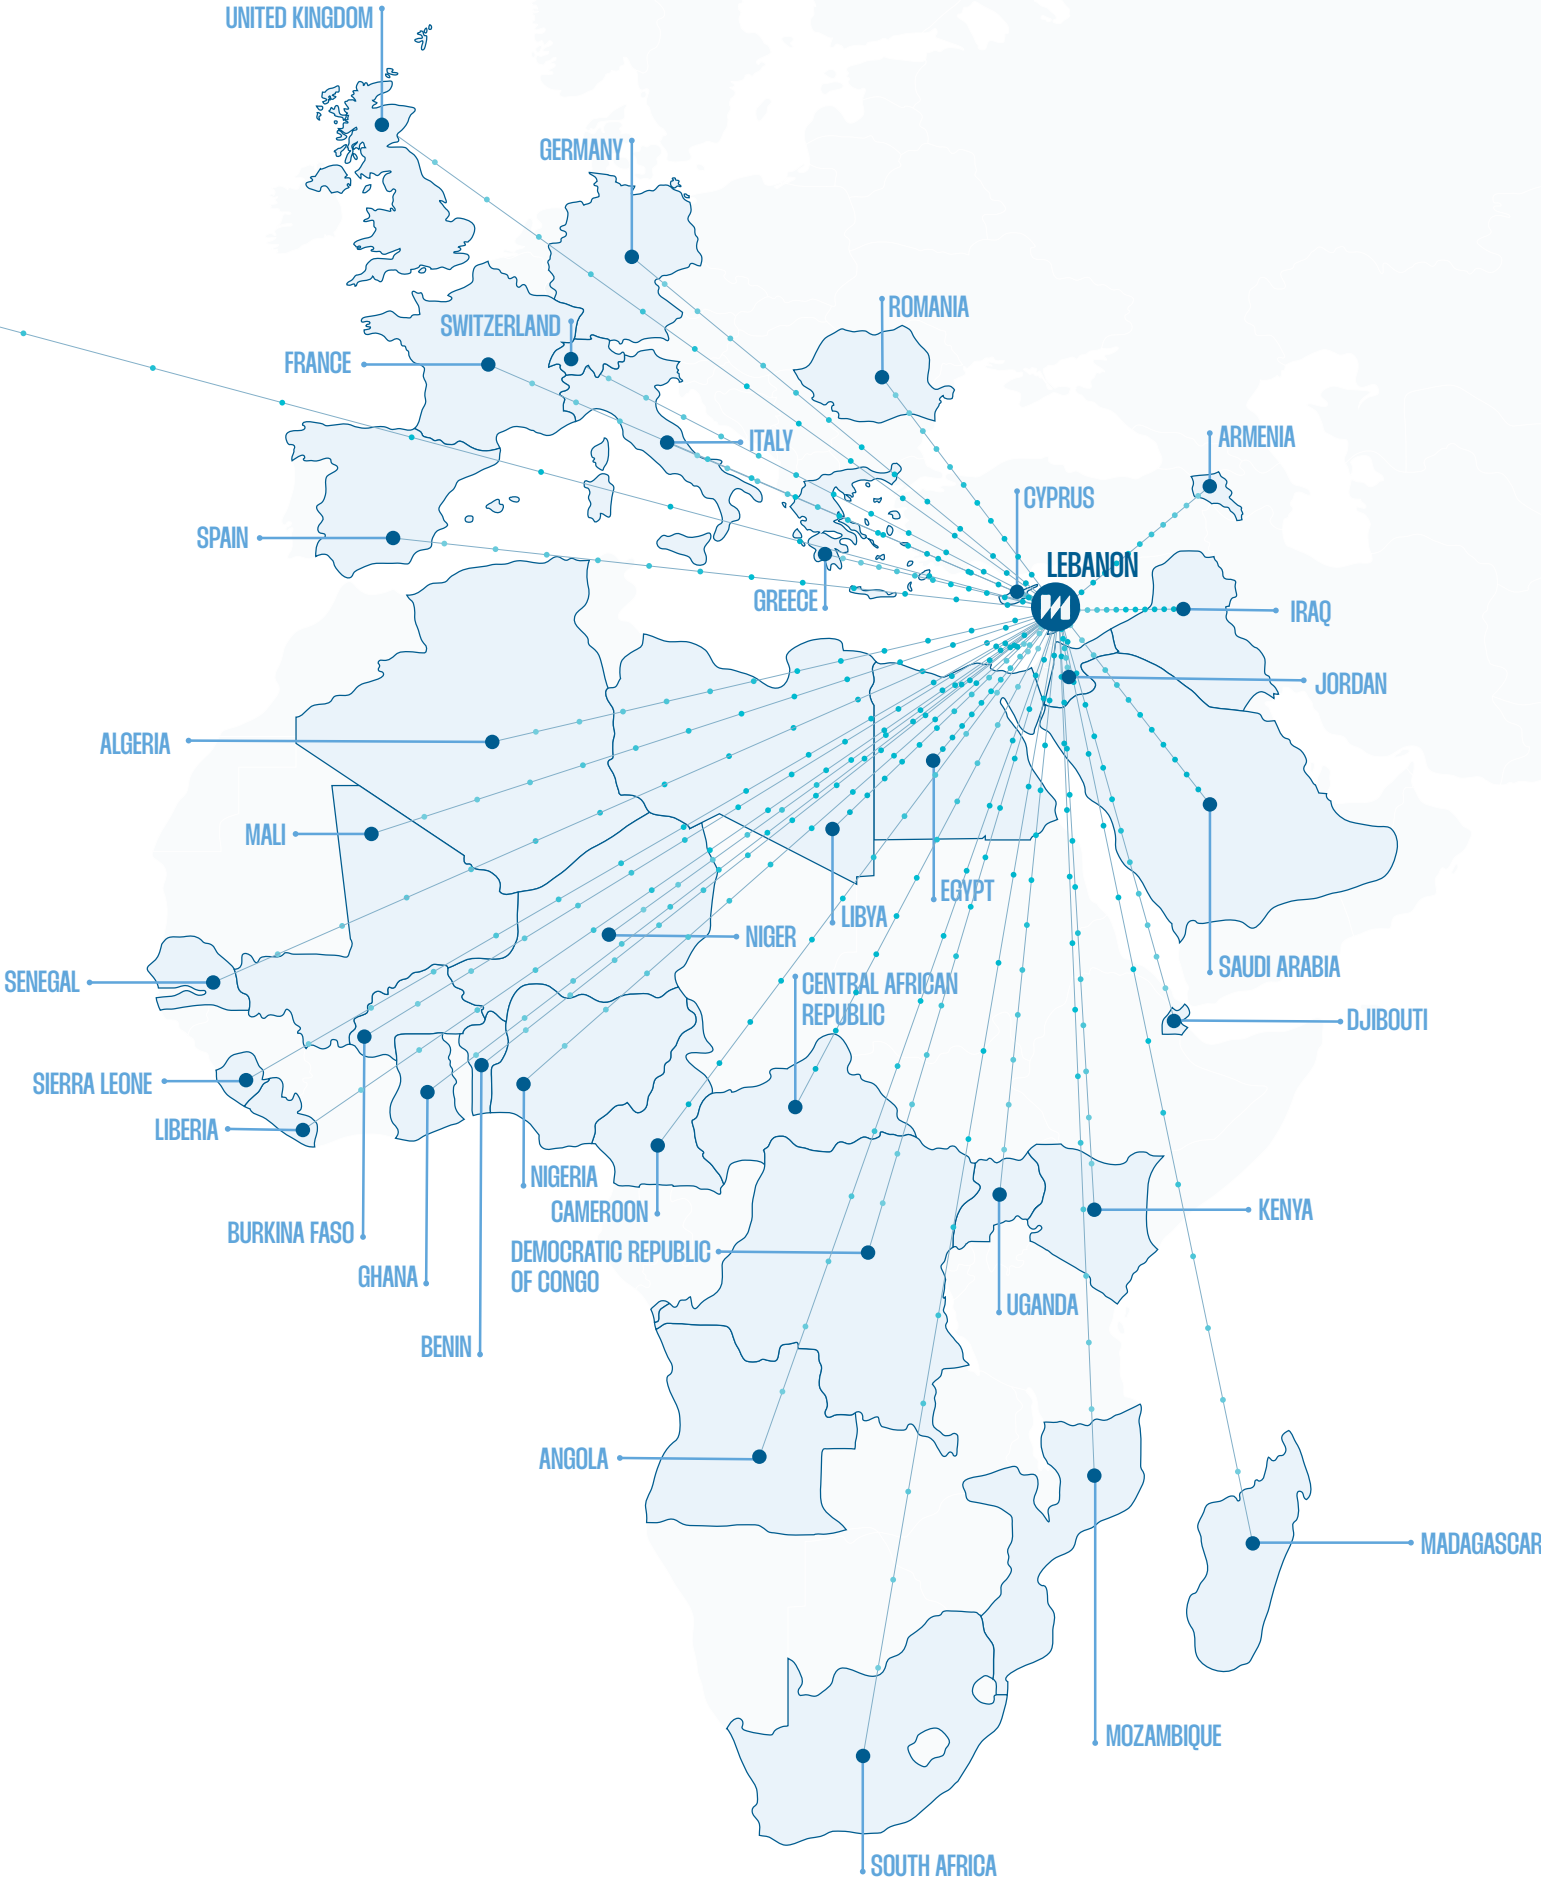 UNITED KINGDOM
GERMANY
ROMANIA
SWITZERLAND
FRANCE
ITALY
ARMENIA
CYPRUS
SPAIN
LEBANON
GREECE
IRAQ
JORDAN
ALGERIA
MALI
EGYPT
LIBYA
NIGER
SENEGAL
CENTRAL AFRICAN
REPUBLIC
SAUDI ARABIA
DJIBOUTI
SIERRA LEONE
LIBERIA
NIGERIA
CAMEROON
KENYA
BURKINA FASO
DEMOCRATIC REPUBLIC
OF CONGO
GHANA
UGANDA
BENIN
ANGOLA
MADAGASCAR
MOZAMBIQUE
SOUTH AFRICA